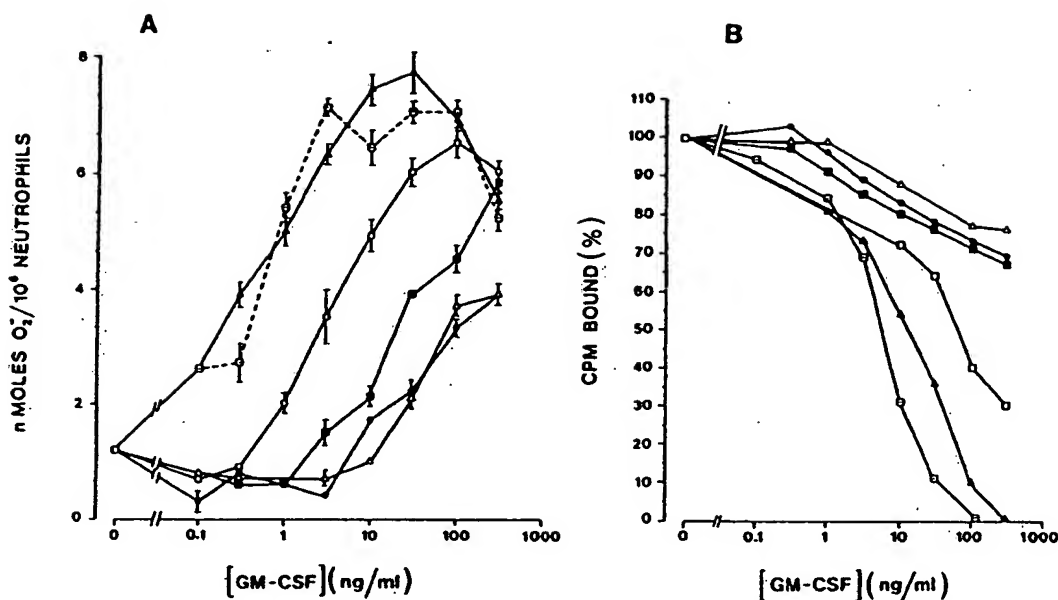 A
B
8
6
4
2
0
n MOLES O₂⁻/10⁶ NEUTROPHILS
0 0.1 1 10 100 1000
[GM-CSF] (ng/ml)
110
100
90
80
70
60
50
40
30
20
10
0
CPM BOUND (%)
0 0.1 1 10 100 1000
[GM-CSF] (ng/ml)